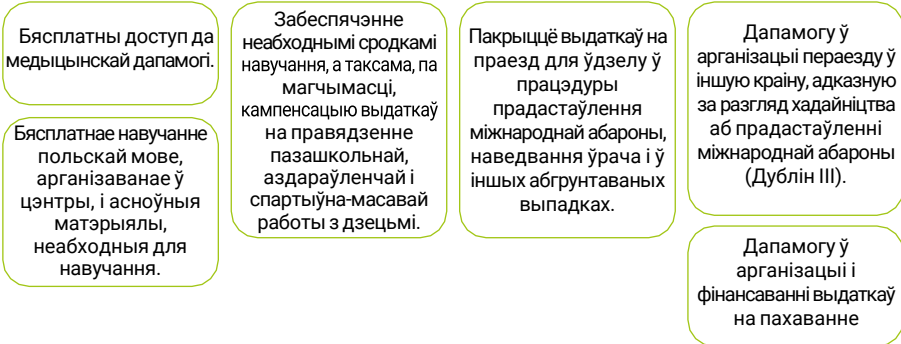 Бясплатны доступ да
медыцынскай дапамогі.
Бясплатнае навучанне
польскай мове,
арганізаванае ў
цэнтры, і асноўныя
матэрыялы,
неабходныя для
навучання.
Забеспячэнне
неабходнымі сродкамі
навучання, а таксама, па
магчымасці,
кампенсацыю выдаткаў
на правядзенне
пазашкольнай,
аздараўленчай і
спартыўна-масавай
работы з дзецьмі.
Пакрыццё выдаткаў на
праезд для ўдзелу ў
працэдуры
прадастаўлення
міжнароднай абароны,
наведвання ўрача і ў
іншых абгрунтаваных
выпадках.
Дапамогу ў
арганізацыі пераезду ў
іншую краіну, адказную
за разгляд хадайніцтва
аб прадастаўленні
міжнароднай абароны
(Дублін III).
Дапамогу ў
арганізацыі і
фінансаванні выдаткаў
на пахаванне